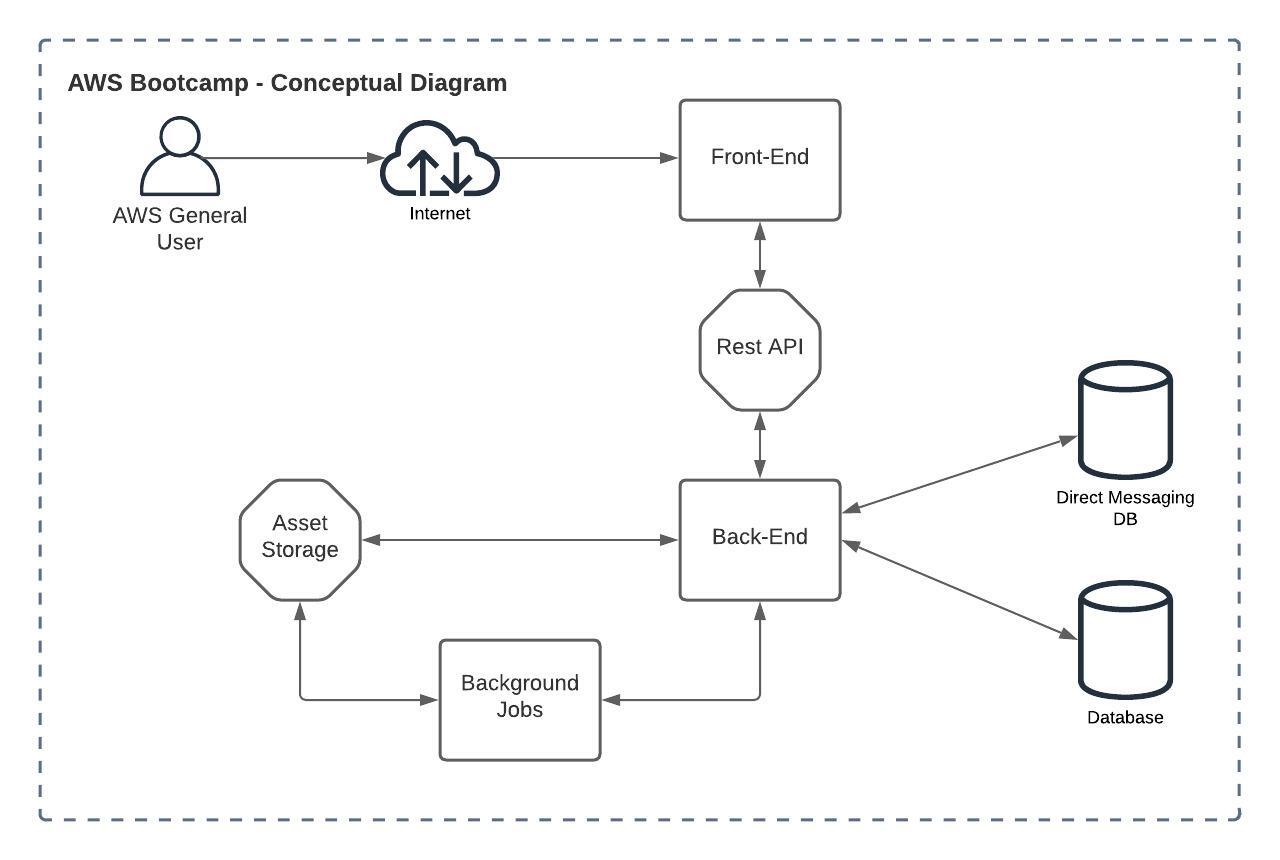 AWS Bootcamp - Conceptual Diagram
AWS General
User
Internet
Front-End
Rest API
Direct Messaging
DB
Asset
Storage
Back-End
Background
Jobs
Database